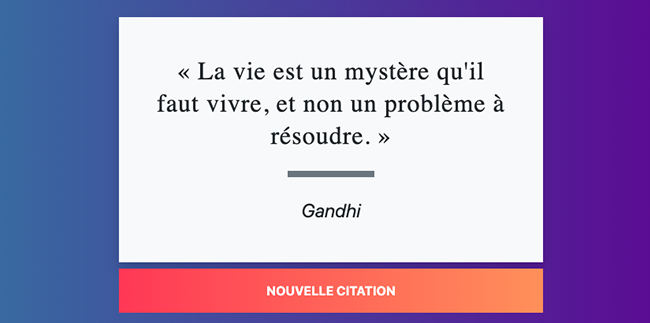 « La vie est un mystère qu'il
faut vivre, et non un problème à
résoudre. »
Gandhi
NOUVELLE CITATION